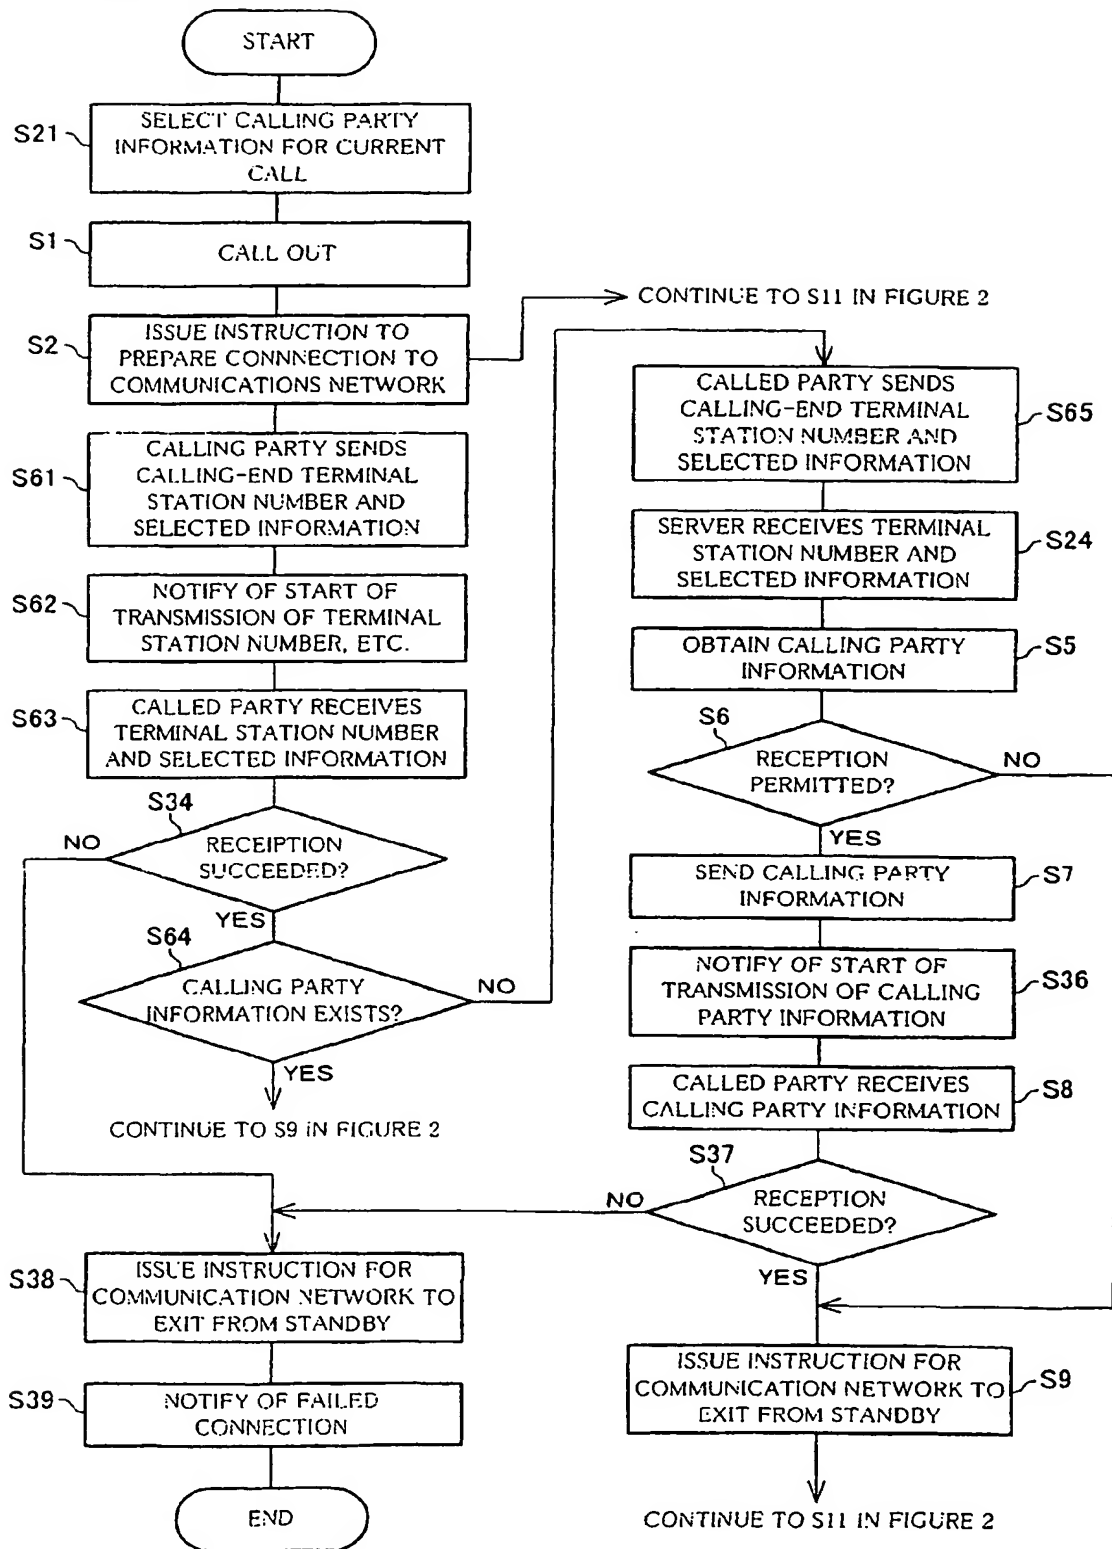 START
S21
SELECT CALLING PARTY
INFORMATION FOR CURRENT
CALL
S1
CALL OUT
CONTINUE TO S11 IN FIGURE 2
S2
ISSUE INSTRUCTION TO
PREPARE CONNNECTION TO
COMMUNICATIONS NETWORK
S61
CALLING PARTY SENDS
CALLING-END TERMINAL
STATION NUMBER AND
SELECTED INFORMATION
S62
NOTIFY OF START OF
TRANSMISSION OF TERMINAL
STATION NUMBER, ETC.
S63
CALLED PARTY RECEIVES
TERMINAL STATION NUMBER
AND SELECTED INFORMATION
S34
NO
RECEIPTION
SUCCEEDED?
YES
S64
CALLING PARTY
INFORMATION EXISTS?
NO
YES
CONTINUE TO S9 IN FIGURE 2
S38
ISSUE INSTRUCTION FOR
COMMUNICATION NETWORK TO
EXIT FROM STANDBY
S39
NOTIFY OF FAILED
CONNECTION
END
CALLED PARTY SENDS
CALLING-END TERMINAL
STATION NUMBER AND
SELECTED INFORMATION
S65
SERVER RECEIVES TERMINAL
STATION NUMBER AND
SELECTED INFORMATION
S24
OBTAIN CALLING PARTY
INFORMATION
S5
S6
RECEPTION
PERMITTED?
NO
YES
SEND CALLING PARTY
INFORMATION
S7
NOTIFY OF START OF
TRANSMISSION OF CALLING
PARTY INFORMATION
S36
CALLED PARTY RECEIVES
CALLING PARTY INFORMATION
S8
S37
NO
RECEPTION
SUCCEEDED?
YES
ISSUE INSTRUCTION FOR
COMMUNICATION NETWORK TO
EXIT FROM STANDBY
S9
CONTINUE TO S11 IN FIGURE 2